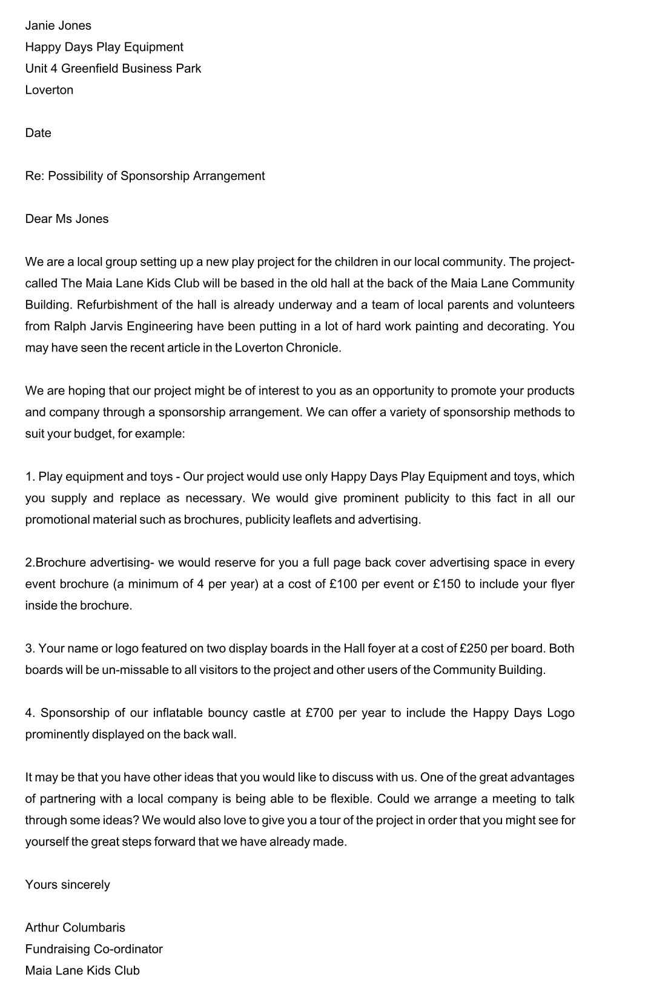 Janie Jones
Happy Days Play Equipment
Unit 4 Greenfield Business Park
Loverton
Date
Re: Possibility of Sponsorship Arrangement
Dear Ms Jones
We are a local group setting up a new play project for the children in our local community. The project-
called The Maia Lane Kids Club will be based in the old hall at the back of the Maia Lane Community
Building. Refurbishment of the hall is already underway and a team of local parents and volunteers
from Ralph Jarvis Engineering have been putting in a lot of hard work painting and decorating. You
may have seen the recent article in the Loverton Chronicle.
We are hoping that our project might be of interest to you as an opportunity to promote your products
and company through a sponsorship arrangement. We can offer a variety of sponsorship methods to
suit your budget, for example:
1. Play equipment and toys - Our project would use only Happy Days Play Equipment and toys, which
you supply and replace as necessary. We would give prominent publicity to this fact in all our
promotional material such as brochures, publicity leaflets and advertising.
2.Brochure advertising- we would reserve for you a full page back cover advertising space in every
event brochure (a minimum of 4 per year) at a cost of £100 per event or £150 to include your flyer
inside the brochure.
3. Your name or logo featured on two display boards in the Hall foyer at a cost of £250 per board. Both
boards will be un-missable to all visitors to the project and other users of the Community Building.
4. Sponsorship of our inflatable bouncy castle at £700 per year to include the Happy Days Logo
prominently displayed on the back wall.
It may be that you have other ideas that you would like to discuss with us. One of the great advantages
of partnering with a local company is being able to be flexible. Could we arrange a meeting to talk
through some ideas? We would also love to give you a tour of the project in order that you might see for
yourself the great steps forward that we have already made.
Yours sincerely
Arthur Columbaris
Fundraising Co-ordinator
Maia Lane Kids Club